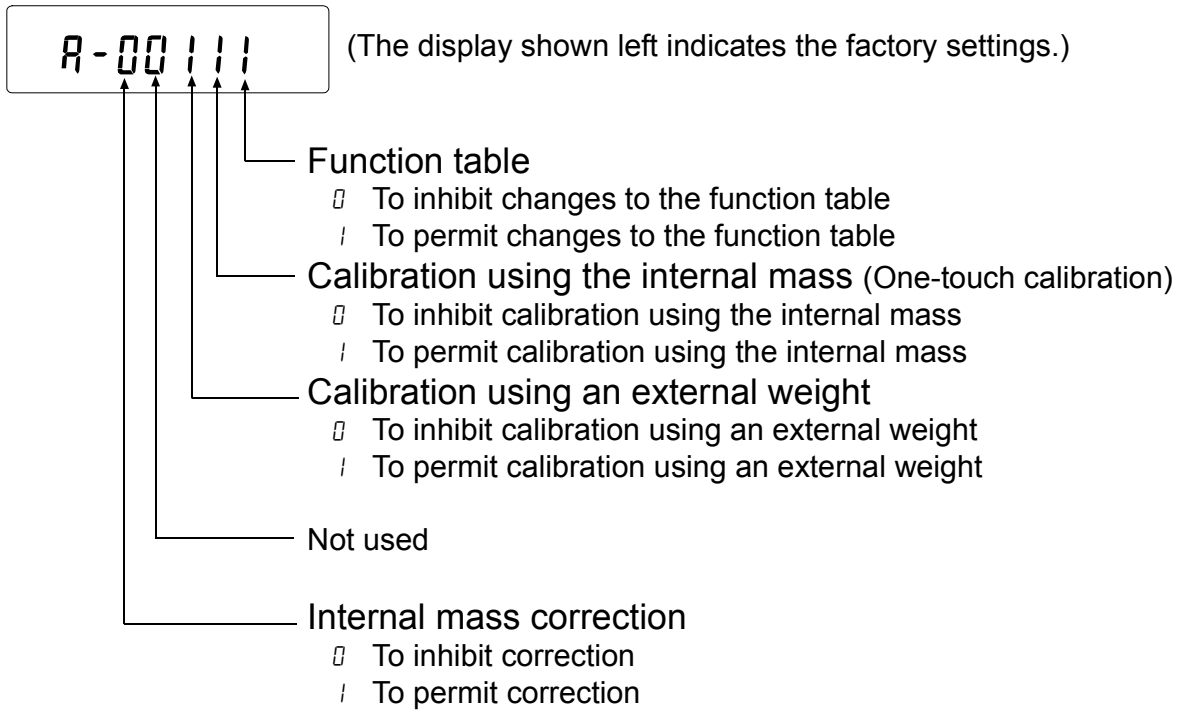 A-00111 (The display shown left indicates the factory settings.)
Function table
0 To inhibit changes to the function table
1 To permit changes to the function table
Calibration using the internal mass (One-touch calibration)
0 To inhibit calibration using the internal mass
1 To permit calibration using the internal mass
Calibration using an external weight
0 To inhibit calibration using an external weight
1 To permit calibration using an external weight
Not used
Internal mass correction
0 To inhibit correction
1 To permit correction